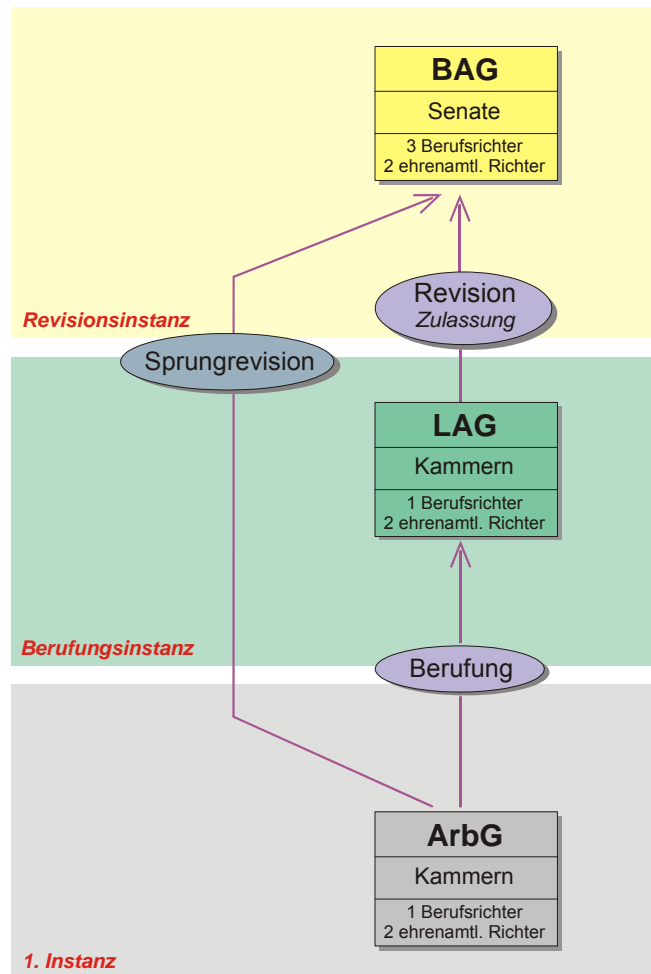 BAG
Senate
3 Berufsrichter
2 ehrenamtl. Richter
Revision
Zulassung
Revisionsinstanz
Sprungrevision
LAG
Kammern
1 Berufsrichter
2 ehrenamtl. Richter
Berufungsinstanz
Berufung
ArbG
Kammern
1 Berufsrichter
2 ehrenamtl. Richter
1. Instanz